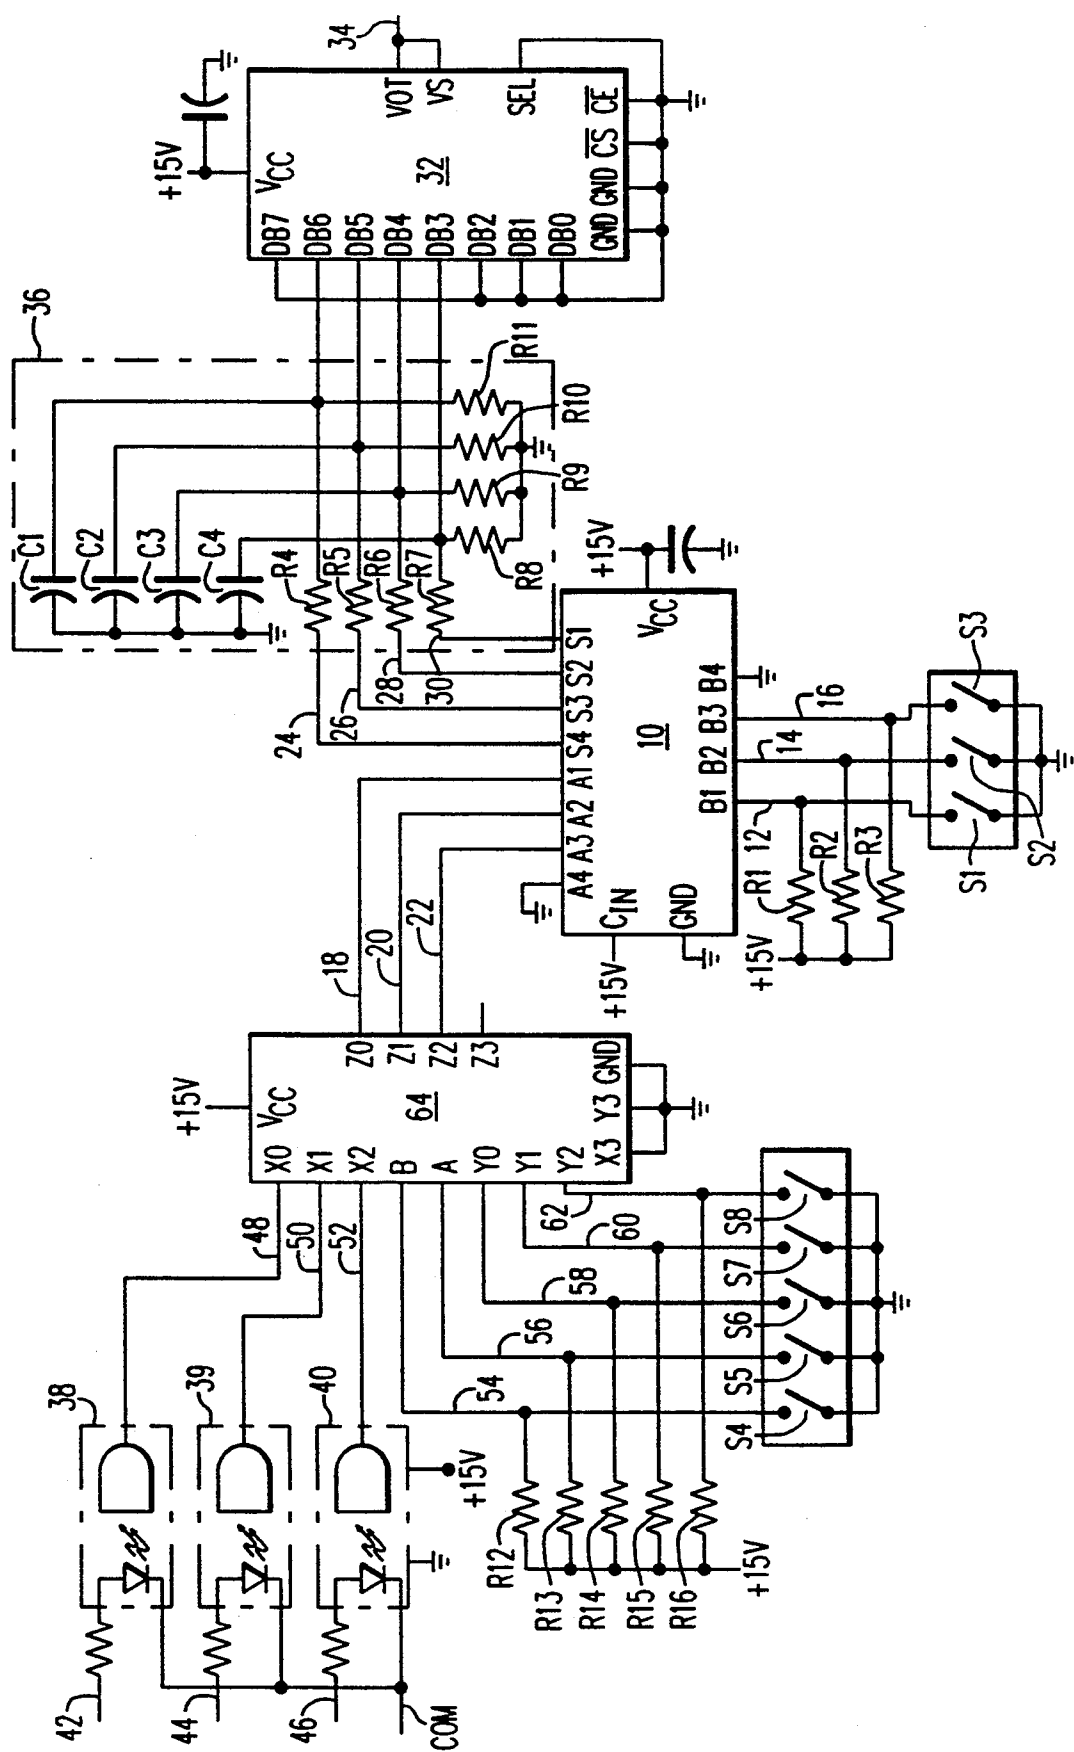 42
44
46
COM
38
39
40
+15V
48
50
52
54
56
58
60
62
R12
R13
R14
R15
R16
+15V
S4
S5
S6
S7
S8
+15V
VCC
64
X0
X1
X2
B
A
Y0
Y1
Y2
X3
Y3
GND
Z0
Z1
Z2
Z3
18
20
22
24
26
28
30
A4
A3
A2
A1
S4
S3
S2
S1
CIN
+15V
GND
10
VCC
+15V
B1
B2
B3
B4
12
14
16
R1
R2
R3
+15V
S1
S2
S3
36
C1
C2
C3
C4
R4
R5
R6
R7
R8
R9
R10
R11
+15V
VCC
32
DB7
DB6
DB5
DB4
DB3
DB2
DB1
DB0
GND
GND
CS
CE
VOT
VS
SEL
34